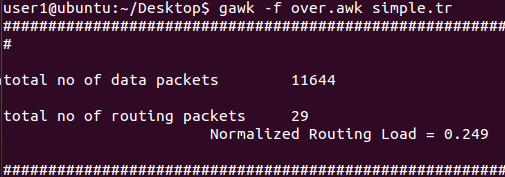 user1@ubuntu:~/Desktop$ gawk -f over.awk simple.tr
########################################################
#
total no of data packets 11644
total no of routing packets 29
Normalized Routing Load = 0.249
########################################################